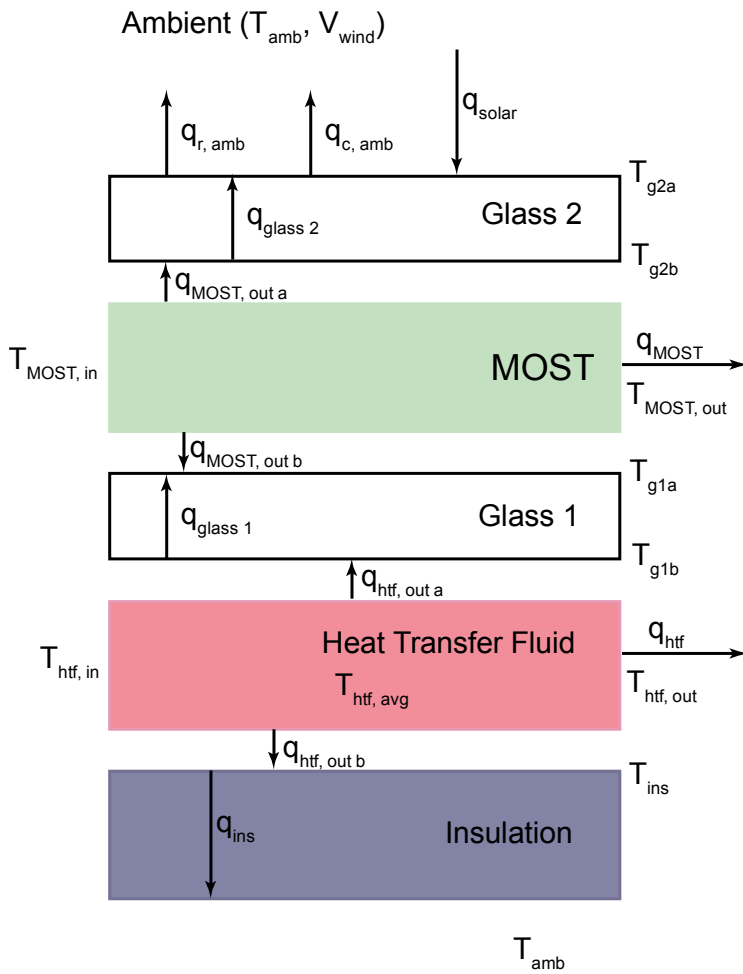 Ambient (T_amb, V_wind)
q_r, amb
q_c, amb
q_solar
T_g2a
Glass 2
q_glass 2
T_g2b
q_MOST, out a
T_MOST, in
MOST
q_MOST
T_MOST, out
q_MOST, out b
T_g1a
q_glass 1
Glass 1
T_g1b
q_htf, out a
T_htf, in
Heat Transfer Fluid
T_htf, avg
q_htf
T_htf, out
q_htf, out b
T_ins
q_ins
Insulation
T_amb